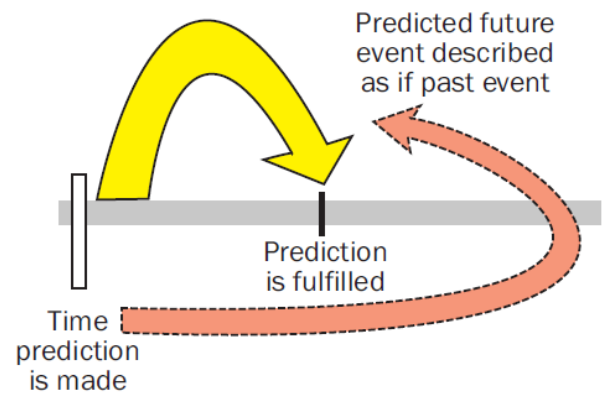 Predicted future
event described
as if past event
Prediction
is fulfilled
Time
prediction
is made